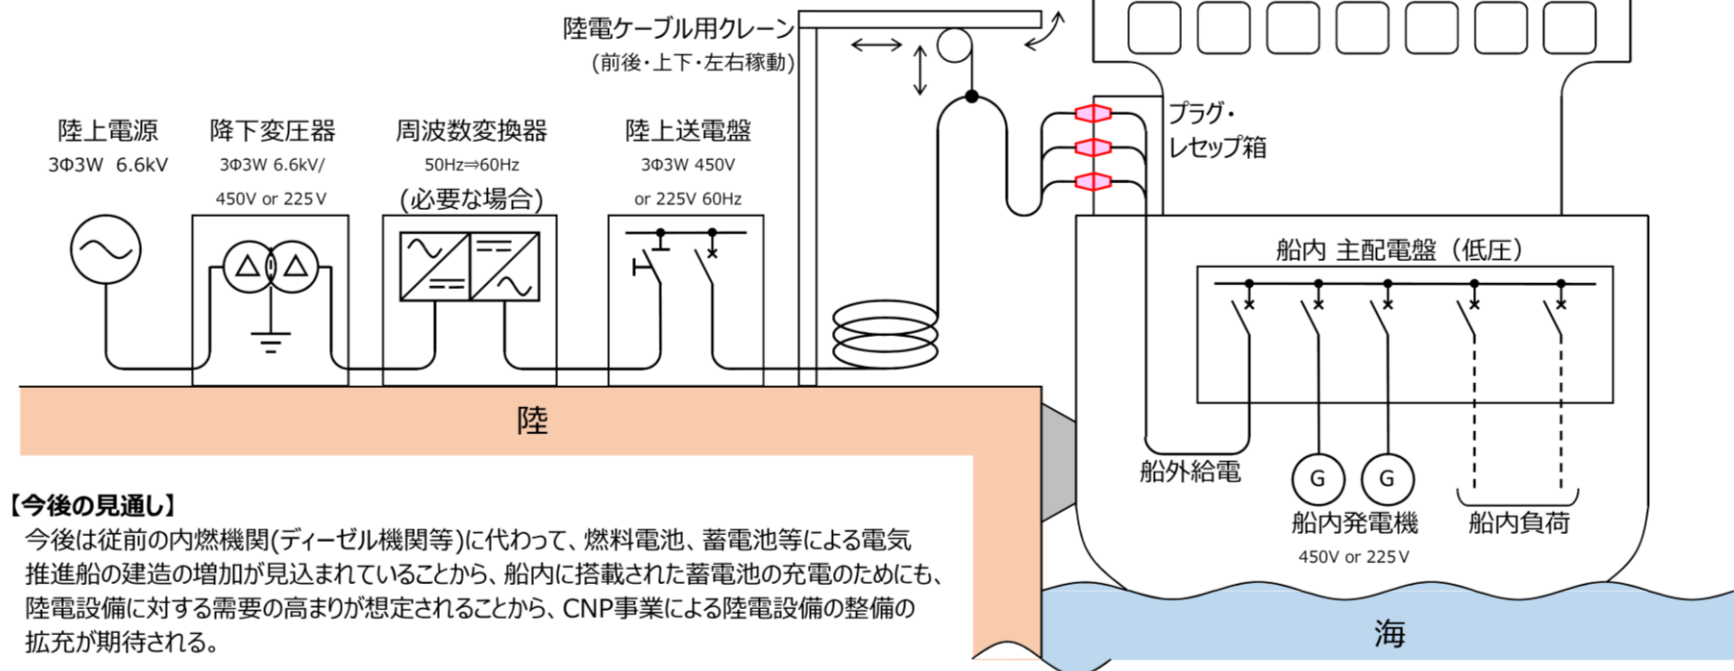 陸電ケーブル用クレーン
(前後・上下・左右稼動)
陸上電源
3Φ3W 6.6kV
降下変圧器
3Φ3W 6.6kV/
450V or 225V
周波数変換器
50Hz⇒60Hz
(必要な場合)
陸上送電盤
3Φ3W 450V
or 225V 60Hz
プラグ・
レセップ箱
船内 主配電盤（低圧）
船外給電
G
G
船内発電機
450V or 225V
船内負荷
陸
海
【今後の見通し】
今後は従前の内燃機関(ディーゼル機関等)に代わって、燃料電池、蓄電池等による電気
推進船の建造の増加が見込まれていることから、船内に搭載された蓄電池の充電のためにも、
陸電設備に対する需要の高まりが想定されることから、CNP事業による陸電設備の整備の
拡充が期待される。